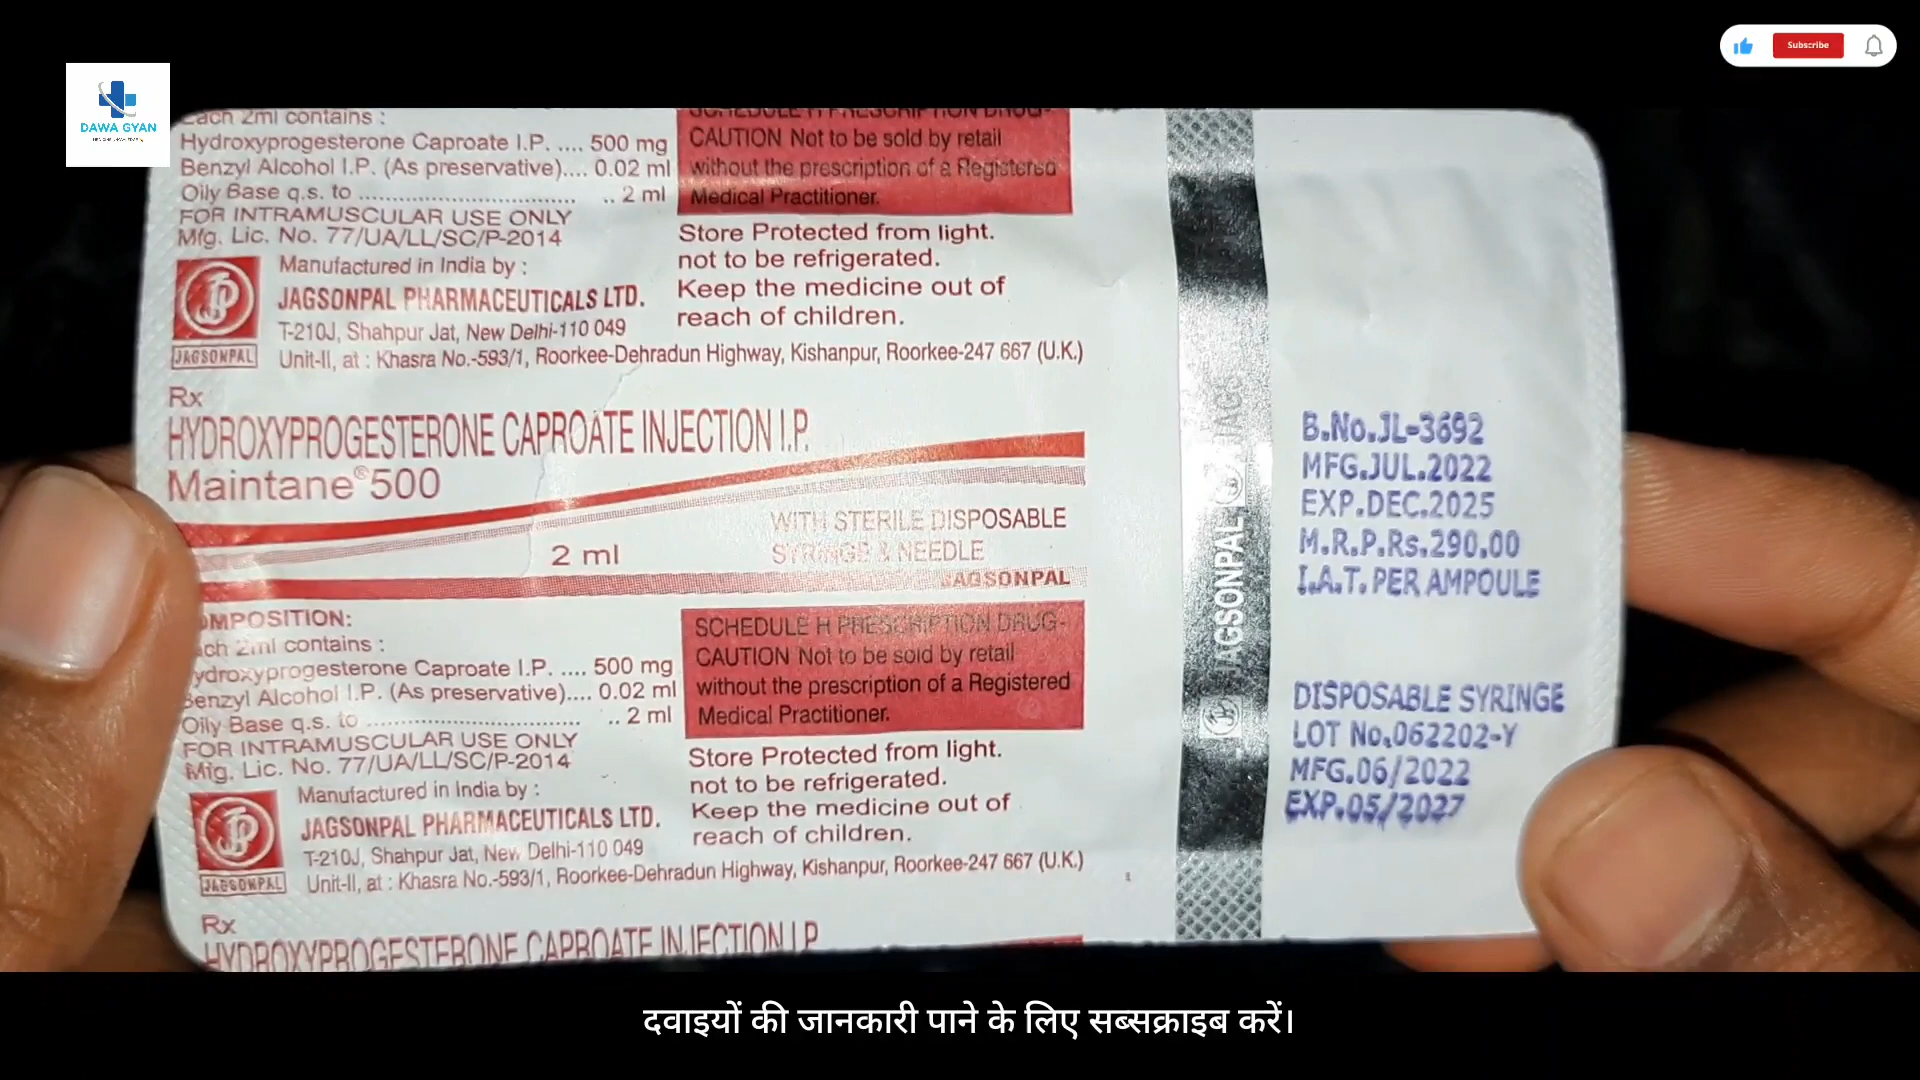 Subscribe
DAWA GYAN
Each 2ml contains :
Hydroxyprogesterone Caproate I.P. .... 500 mg
Benzyl Alcohol I.P. (As preservative).... 0.02 ml
Oily Base q.s. to .................................. .. 2 ml
FOR INTRAMUSCULAR USE ONLY
Mfg. Lic. No. 77/UA/LL/SC/P-2014
Manufactured in India by :
JAGSONPAL PHARMACEUTICALS LTD.
T-210J, Shahpur Jat, New Delhi-110 049
JAGSONPAL
Unit-II, at : Khasra No.-593/1, Roorkee-Dehradun Highway, Kishanpur, Roorkee-247 667 (U.K.)
SCHEDULE H PRESCRIPTION DRUG-
CAUTION Not to be sold by retail
without the prescription of a Registered
Medical Practitioner.
Store Protected from light.
not to be refrigerated.
Keep the medicine out of
reach of children.
Rx
HYDROXYPROGESTERONE CAPROATE INJECTION I.P.
Maintane®500
2 ml
WITH STERILE DISPOSABLE
SYRINGE & NEEDLE
JAGSONPAL
OMPOSITION:
ach 2ml contains :
ydroxyprogesterone Caproate I.P. .... 500 mg
Benzyl Alcohol I.P. (As preservative).... 0.02 ml
Oily Base q.s. to .................................. .. 2 ml
FOR INTRAMUSCULAR USE ONLY
Mfg. Lic. No. 77/UA/LL/SC/P-2014
Manufactured in India by :
JAGSONPAL PHARMACEUTICALS LTD.
T-210J, Shahpur Jat, New Delhi-110 049
JAGSONPAL
Unit-II, at : Khasra No.-593/1, Roorkee-Dehradun Highway, Kishanpur, Roorkee-247 667 (U.K.)
SCHEDULE H PRESCRIPTION DRUG-
CAUTION Not to be sold by retail
without the prescription of a Registered
Medical Practitioner.
Store Protected from light.
not to be refrigerated.
Keep the medicine out of
reach of children.
Rx
HYDROXYPROGESTERONE CAPROATE INJECTION I.P.
JAGSONPAL
JAGS
B.No.JL-3692
MFG.JUL.2022
EXP.DEC.2025
M.R.P.Rs.290.00
I.A.T. PER AMPOULE
DISPOSABLE SYRINGE
LOT No.062202-Y
MFG.06/2022
EXP.05/2027
दवाइयों की जानकारी पाने के लिए सब्सक्राइब करें।